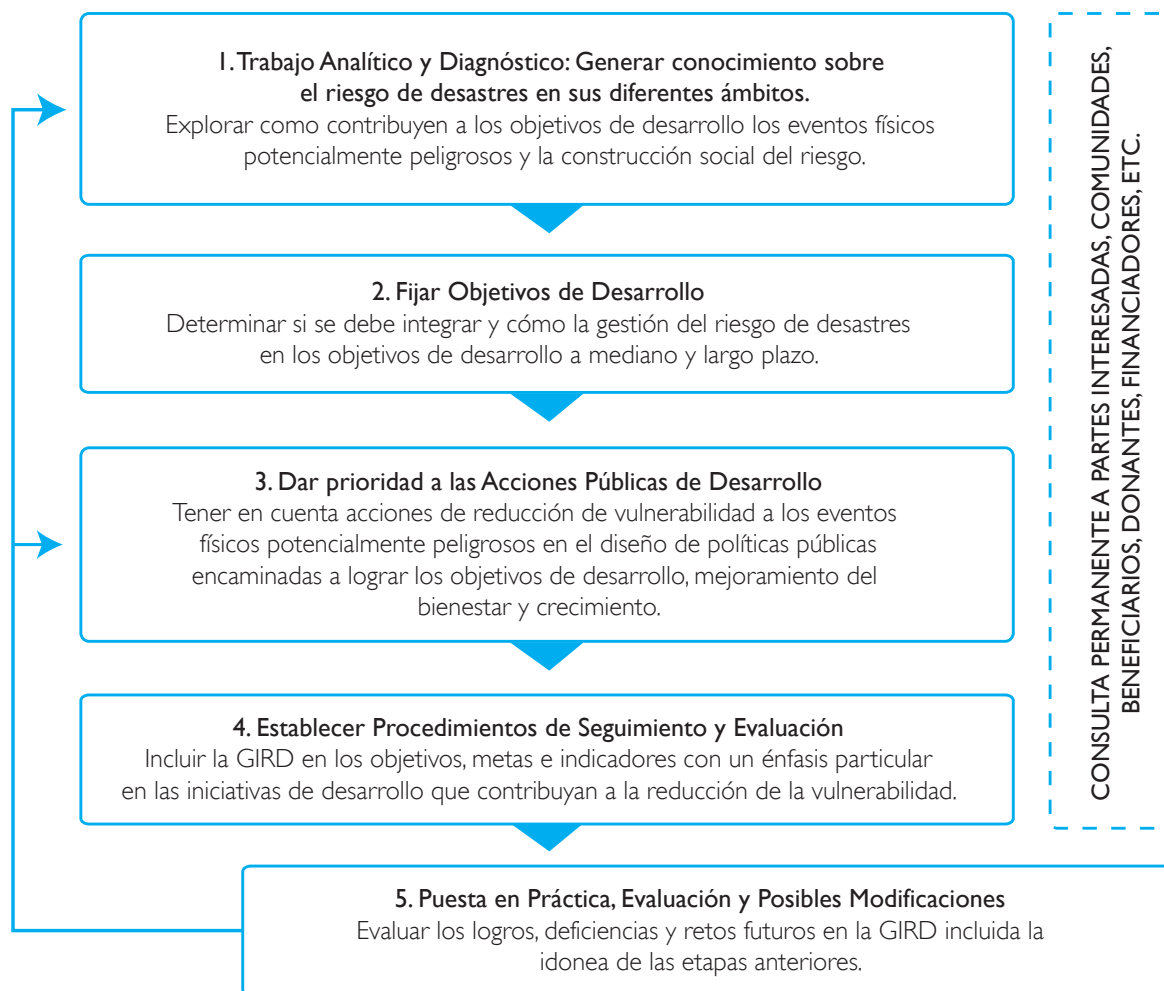 1. Trabajo Analítico y Diagnóstico: Generar conocimiento sobre
el riesgo de desastres en sus diferentes ámbitos.
Explorar como contribuyen a los objetivos de desarrollo los eventos físicos
potencialmente peligrosos y la construcción social del riesgo.
2. Fijar Objetivos de Desarrollo
Determinar si se debe integrar y cómo la gestión del riesgo de desastres
en los objetivos de desarrollo a mediano y largo plazo.
3. Dar prioridad a las Acciones Públicas de Desarrollo
Tener en cuenta acciones de reducción de vulnerabilidad a los eventos
físicos potencialmente peligrosos en el diseño de políticas públicas
encaminadas a lograr los objetivos de desarrollo, mejoramiento del
bienestar y crecimiento.
4. Establecer Procedimientos de Seguimiento y Evaluación
Incluir la GIRD en los objetivos, metas e indicadores con un énfasis particular
en las iniciativas de desarrollo que contribuyan a la reducción de la vulnerabilidad.
5. Puesta en Práctica, Evaluación y Posibles Modificaciones
Evaluar los logros, deficiencias y retos futuros en la GIRD incluida la
idonea de las etapas anteriores.
CONSULTA PERMANENTE A PARTES INTERESADAS, COMUNIDADES,
BENEFICIARIOS, DONANTES, FINANCIADORES, ETC.